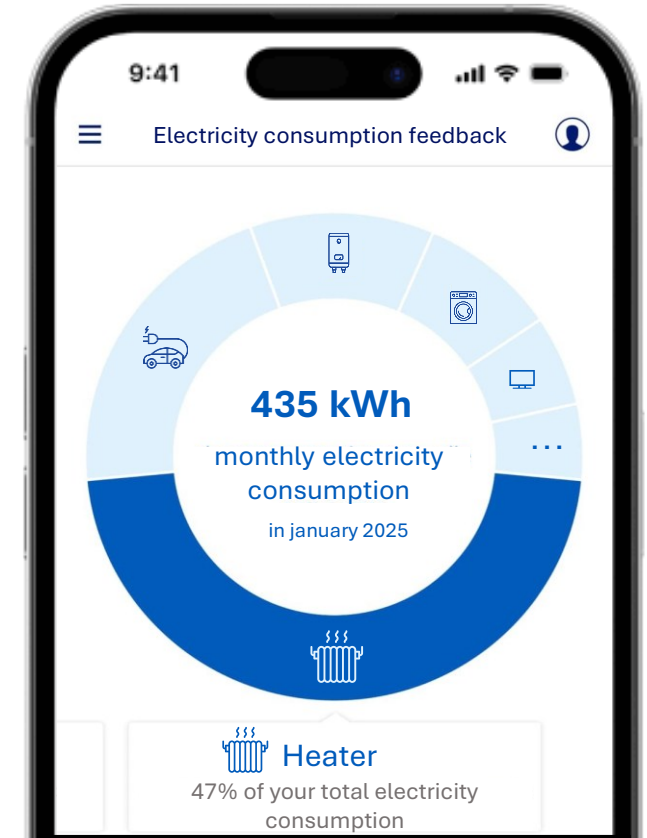 9:41
Electricity consumption feedback
435 kWh
monthly electricity
consumption
in january 2025
...
Heater
47% of your total electricity
consumption